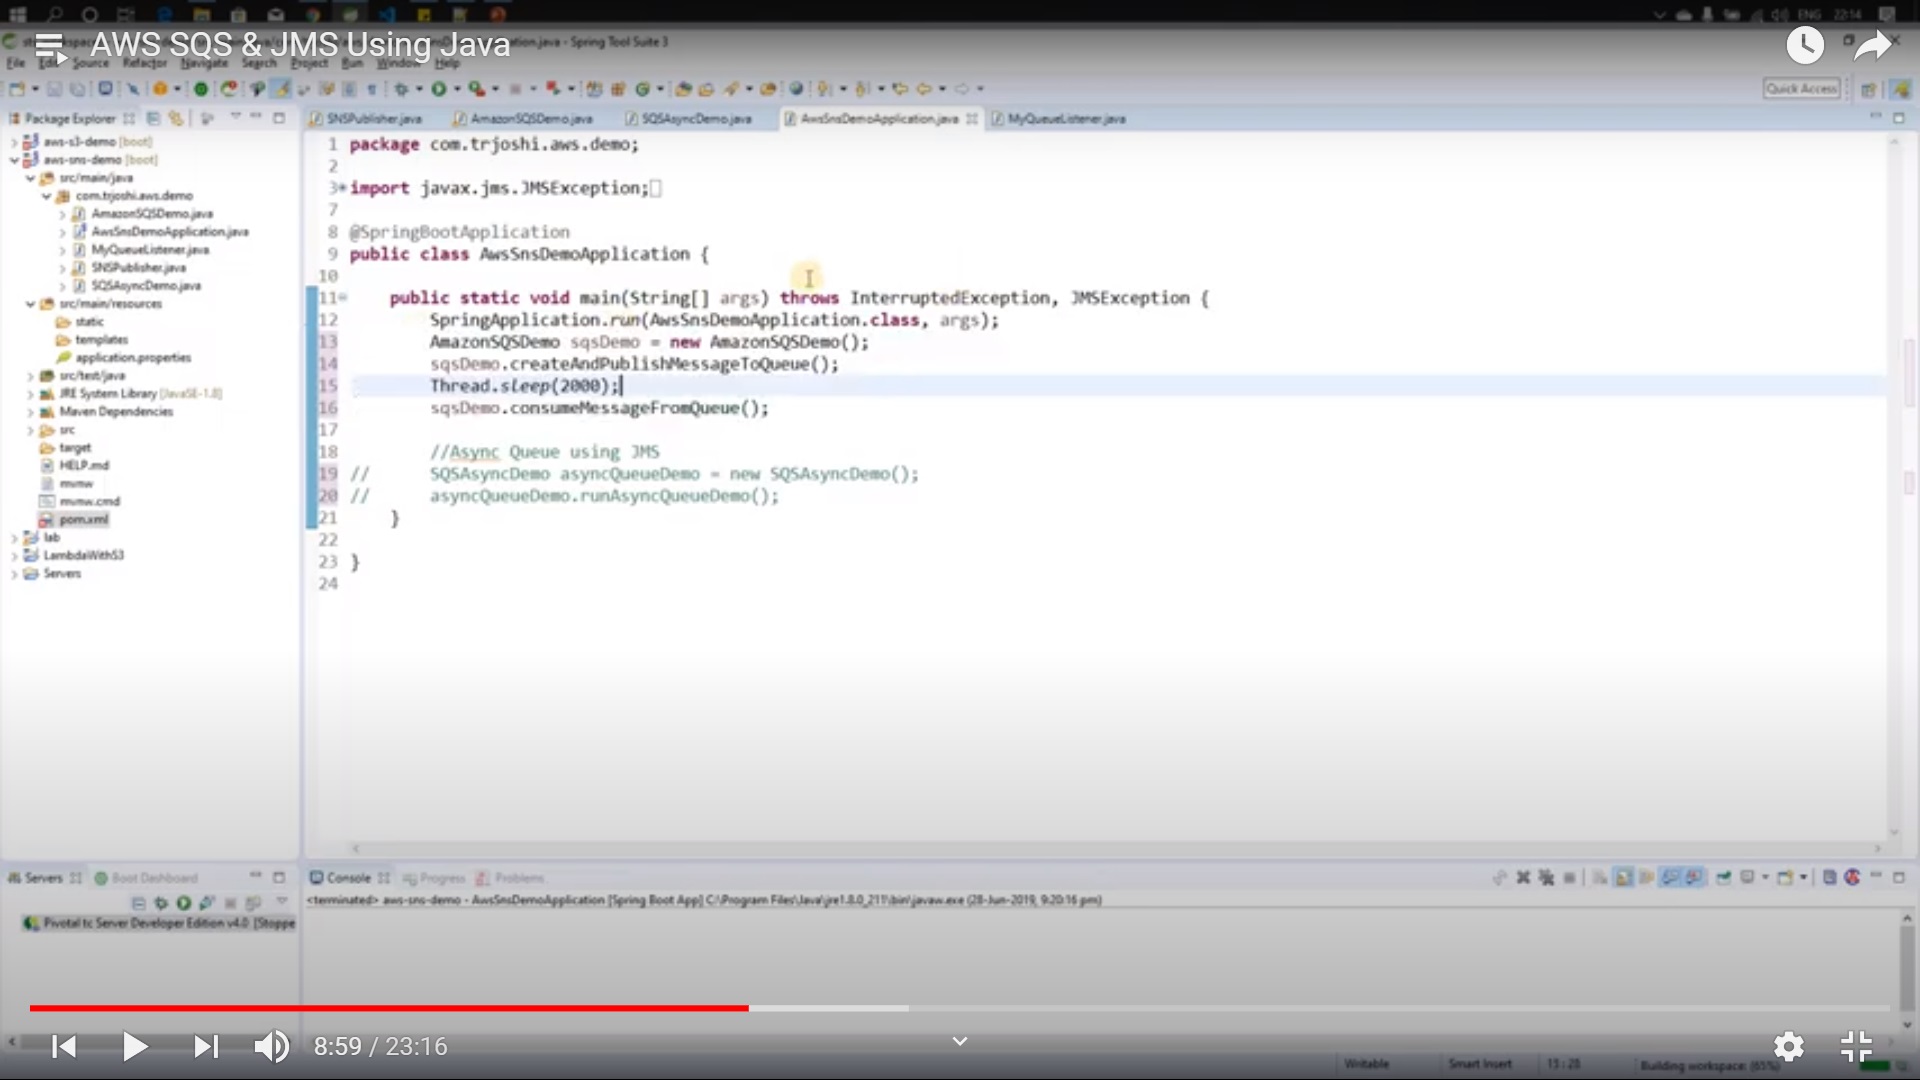 ENG 22:14
AWS SQS & JMS Using Java
tion.java - Spring Tool Suite 3
File Edit Source Refactor Navigate Search Project Run Window Help
Quick Access
Package Explorer
SNSPublisher.java
AmazonSQSDemo.java
SQSAsyncDemo.java
AwsSnsDemoApplication.java
MyQueueListener.java
aws-s3-demo [boot]
aws-sns-demo [boot]
src/main/java
com.trjoshi.aws.demo
AmazonSQSDemo.java
AwsSnsDemoApplication.java
MyQueueListener.java
SNSPublisher.java
SQSAsyncDemo.java
src/main/resources
static
templates
application.properties
src/test/java
JRE System Library [JavaSE-1.8]
Maven Dependencies
src
target
HELP.md
mvnw
mvnw.cmd
pom.xml
lab
LambdaWithS3
Servers
1 package com.trjoshi.aws.demo;
2
3 import javax.jms.JMSException;
7
8 @SpringBootApplication
9 public class AwsSnsDemoApplication {
10
11 public static void main(String[] args) throws InterruptedException, JMSException {
12 SpringApplication.run(AwsSnsDemoApplication.class, args);
13 AmazonSQSDemo sqsDemo = new AmazonSQSDemo();
14 sqsDemo.createAndPublishMessageToQueue();
15 Thread.sleep(2000);
16 sqsDemo.consumeMessageFromQueue();
17
18 //Async Queue using JMS
19 // SQSAsyncDemo asyncQueueDemo = new SQSAsyncDemo();
20 // asyncQueueDemo.runAsyncQueueDemo();
21 }
22
23 }
24
Servers
Boot Dashboard
Pivotal tc Server Developer Edition v4.0 [Stoppe
Console
Progress
Problems
<terminated> aws-sns-demo - AwsSnsDemoApplication [Spring Boot App] C:\Program Files\Java\jre1.8.0_211\bin\javaw.exe (28-Jun-2019, 9:20:16 pm)
8:59 / 23:16
Writable
Smart Insert
15 : 28
Building workspace: (65%)